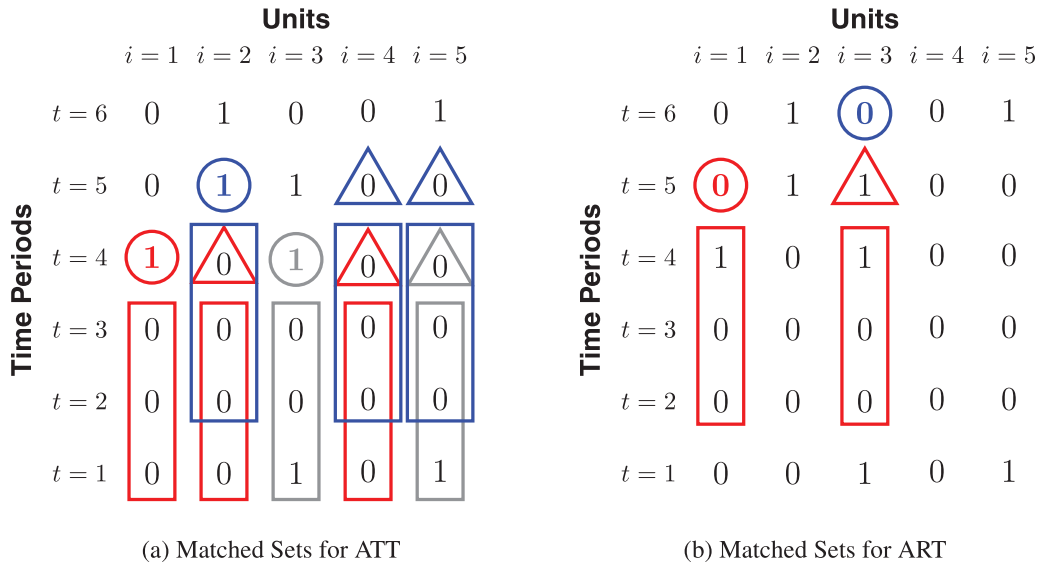 Units
i = 1 i = 2 i = 3 i = 4 i = 5
t = 6 0 1 0 0 1
t = 5 0 1 1 0 0
t = 4 1 0 1 0 0
t = 3 0 0 0 0 0
t = 2 0 0 0 0 0
t = 1 0 0 1 0 1
Time Periods
(a) Matched Sets for ATT
Units
i = 1 i = 2 i = 3 i = 4 i = 5
t = 6 0 1 0 0 1
t = 5 0 1 1 0 0
t = 4 1 0 1 0 0
t = 3 0 0 0 0 0
t = 2 0 0 0 0 0
t = 1 0 0 1 0 1
Time Periods
(b) Matched Sets for ART